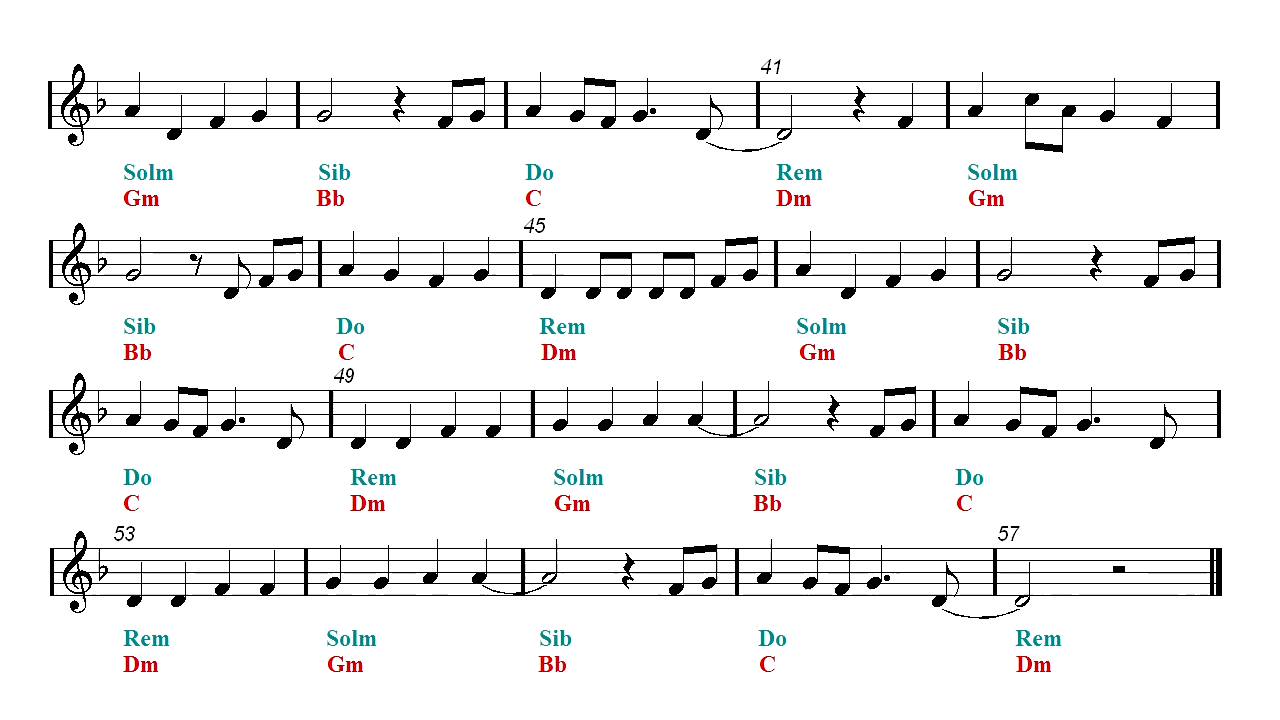 41
Solm Sib Do Rem Solm
Gm Bb C Dm Gm
45
Sib Do Rem Solm Sib
Bb C Dm Gm Bb
49
Do Rem Solm Sib Do
C Dm Gm Bb C
53 57
Rem Solm Sib Do Rem
Dm Gm Bb C Dm